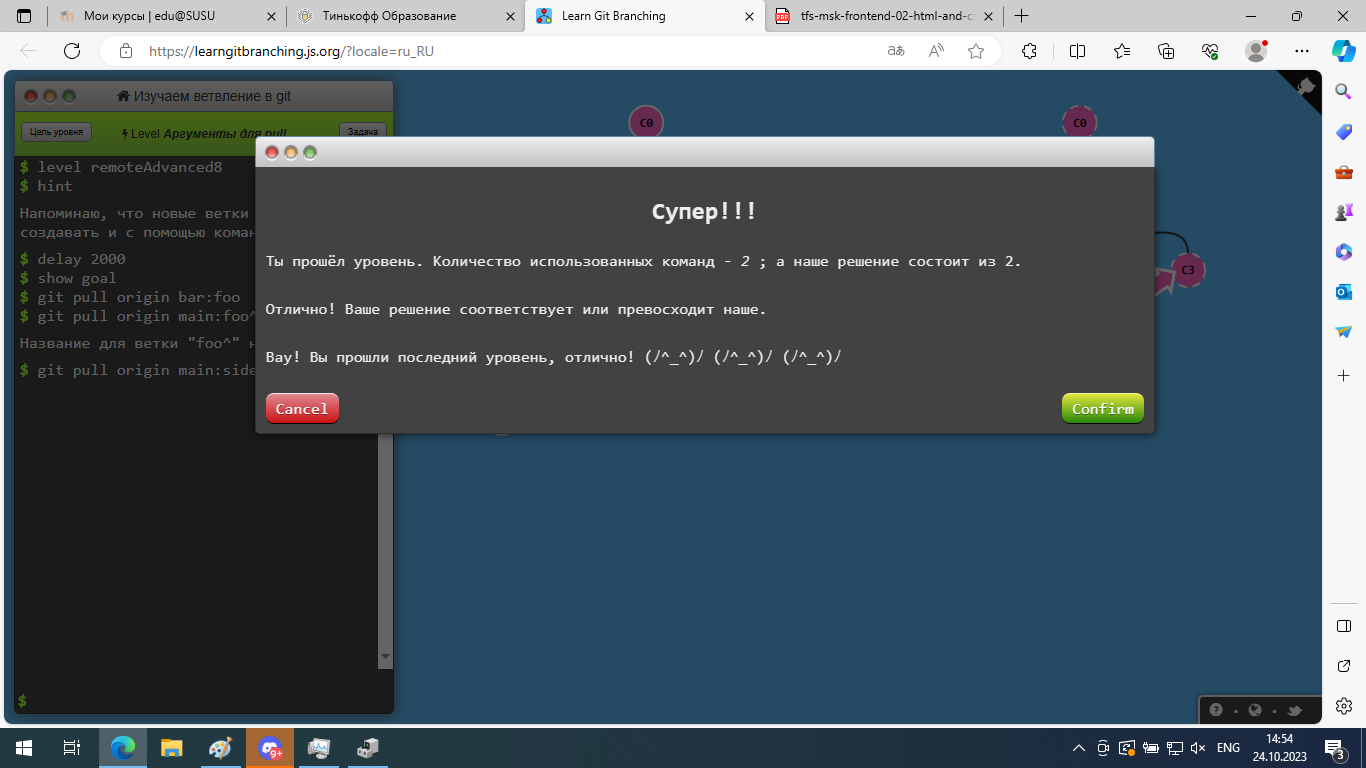 Мои курсы | edu@SUSU
Тинькофф Образование
Learn Git Branching
PDF
tfs-msk-frontend-02-html-and-c
https://learngitbranching.js.org/?locale=ru_RU
Изучаем ветвление в git
Цель уровня
Level Аргументы для pull
Задача
$ level remoteAdvanced8
$ hint
Напоминаю, что новые ветки
создавать и с помощью
$ delay 2000
$ show goal
$ git pull origin bar:foo
$ git pull origin main:foo^
Название для ветки "foo^"
$ git pull origin main:side
$
C0
C0
C3
Супер!!!
Ты прошёл уровень. Количество использованных команд - 2 ; а наше решение состоит из 2.
Отлично! Ваше решение соответствует или превосходит наше.
Вау! Вы прошли последний уровень, отлично! (/^_^)/ (/^_^)/ (/^_^)/
Cancel
Confirm
9+
ENG
14:54
24.10.2023
3